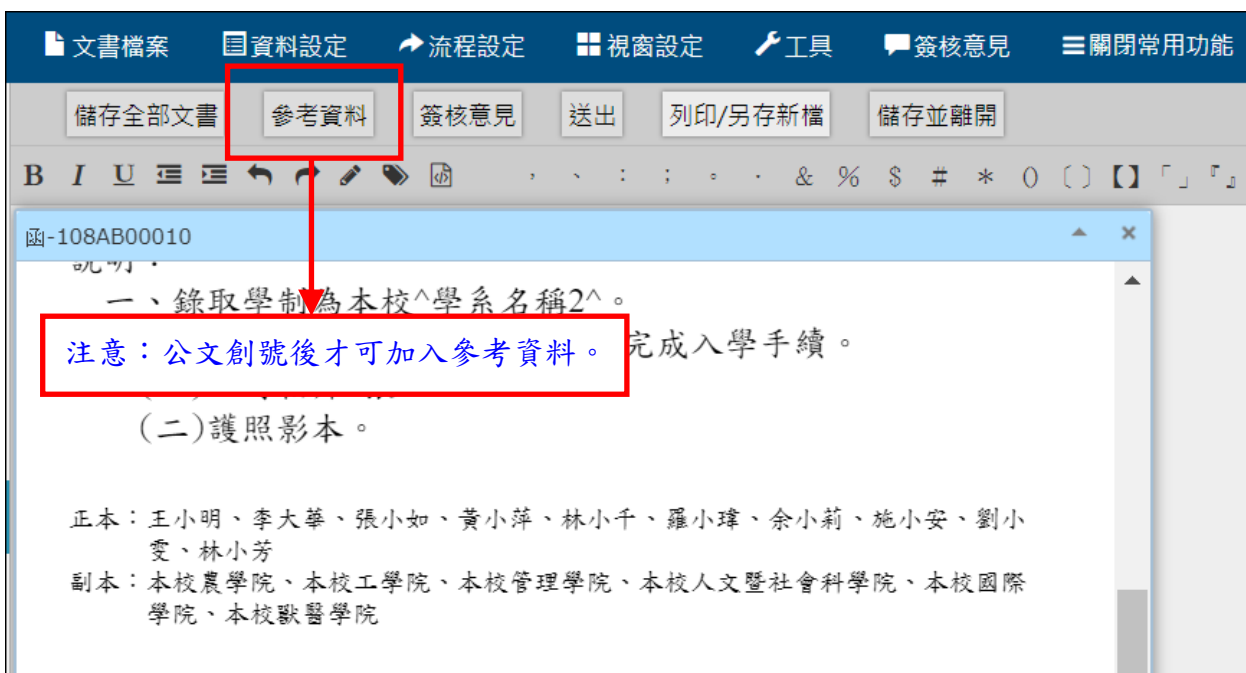 文書檔案 資料設定 流程設定 視窗設定 工具 簽核意見 關閉常用功能
儲存全部文書 參考資料 簽核意見 送出 列印/另存新檔 儲存並離開
B I U ， 、 ： ； 。 · & % $ # * () 〔〕 【】 「」 『』
函-108AB00010
說明：
一、錄取學制為本校^學系名稱2^。
完成入學手續。
注意：公文創號後才可加入參考資料。
(二)護照影本。
正本：王小明、李大華、張小如、黃小萍、林小千、羅小瑋、余小莉、施小安、劉小
雯、林小芳
副本：本校農學院、本校工學院、本校管理學院、本校人文暨社會科學院、本校國際
學院、本校獸醫學院